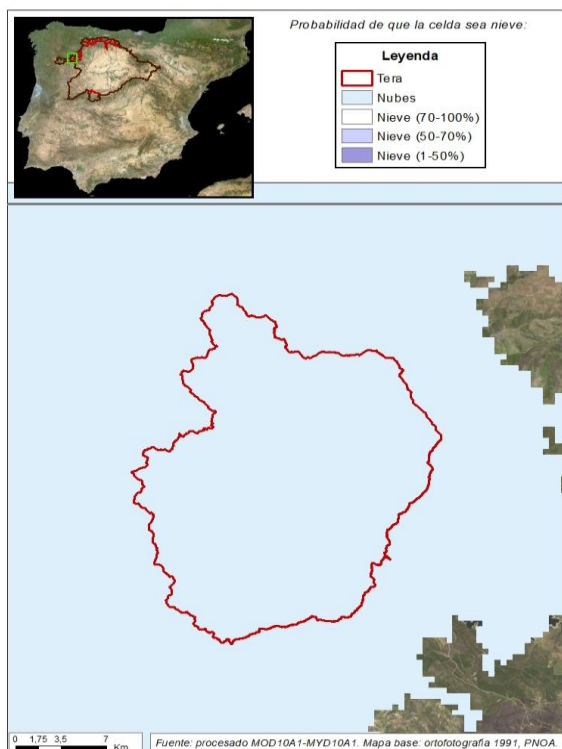 Probabilidad de que la celda sea nieve:
Leyenda
Tera
Nubes
Nieve (70-100%)
Nieve (50-70%)
Nieve (1-50%)
0 1,75 3,5 7
Km
Fuente: procesado MOD10A1-MYD10A1. Mapa base: ortofotografia 1991, PNOA.